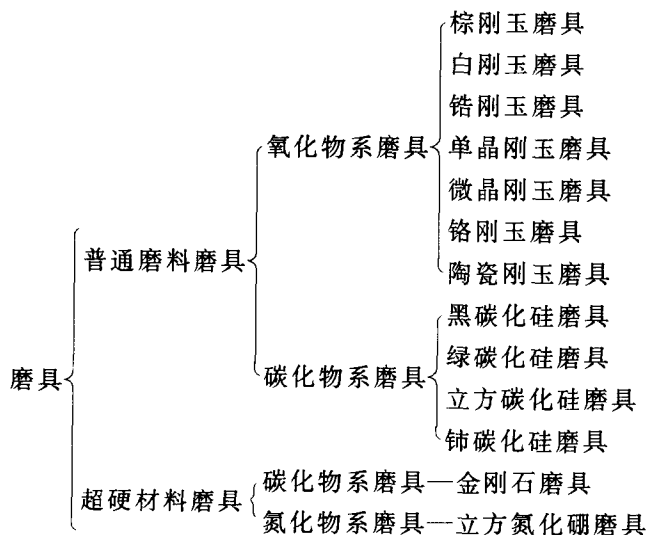 棕刚玉磨具
白刚玉磨具
锆刚玉磨具
氧化物系磨具
单晶刚玉磨具
微晶刚玉磨具
铬刚玉磨具
普通磨料磨具
陶瓷刚玉磨具
黑碳化硅磨具
绿碳化硅磨具
磨具
碳化物系磨具
立方碳化硅磨具
铈碳化硅磨具
超硬材料磨具
碳化物系磨具—金刚石磨具
氮化物系磨具—立方氮化硼磨具